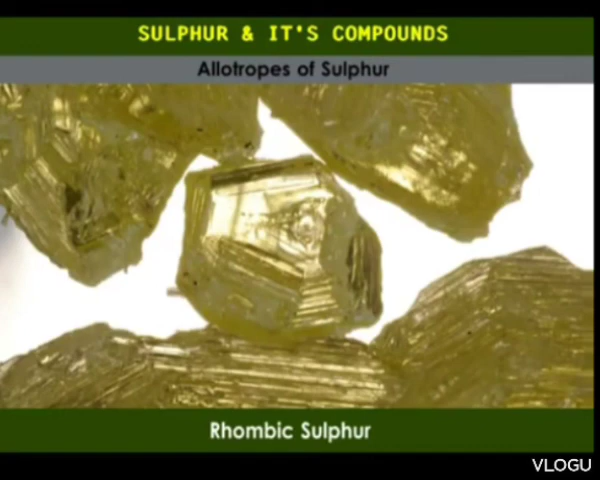 SULPHUR & IT'S COMPOUNDS
Allotropes of Sulphur
Rhombic Sulphur
VLOGU